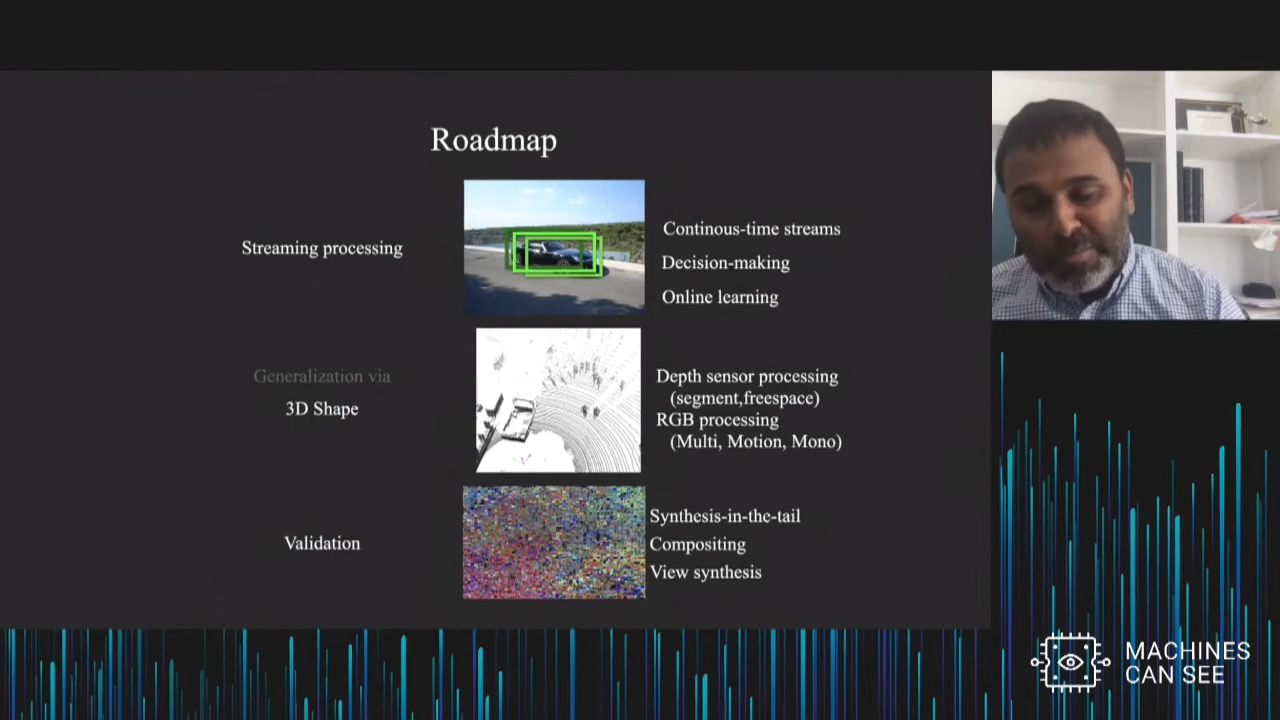 Roadmap
Streaming processing
Continous-time streams
Decision-making
Online learning
Generalization via
3D Shape
Depth sensor processing
(segment,freespace)
RGB processing
(Multi, Motion, Mono)
Validation
Synthesis-in-the-tail
Compositing
View synthesis
MACHINES
CAN SEE